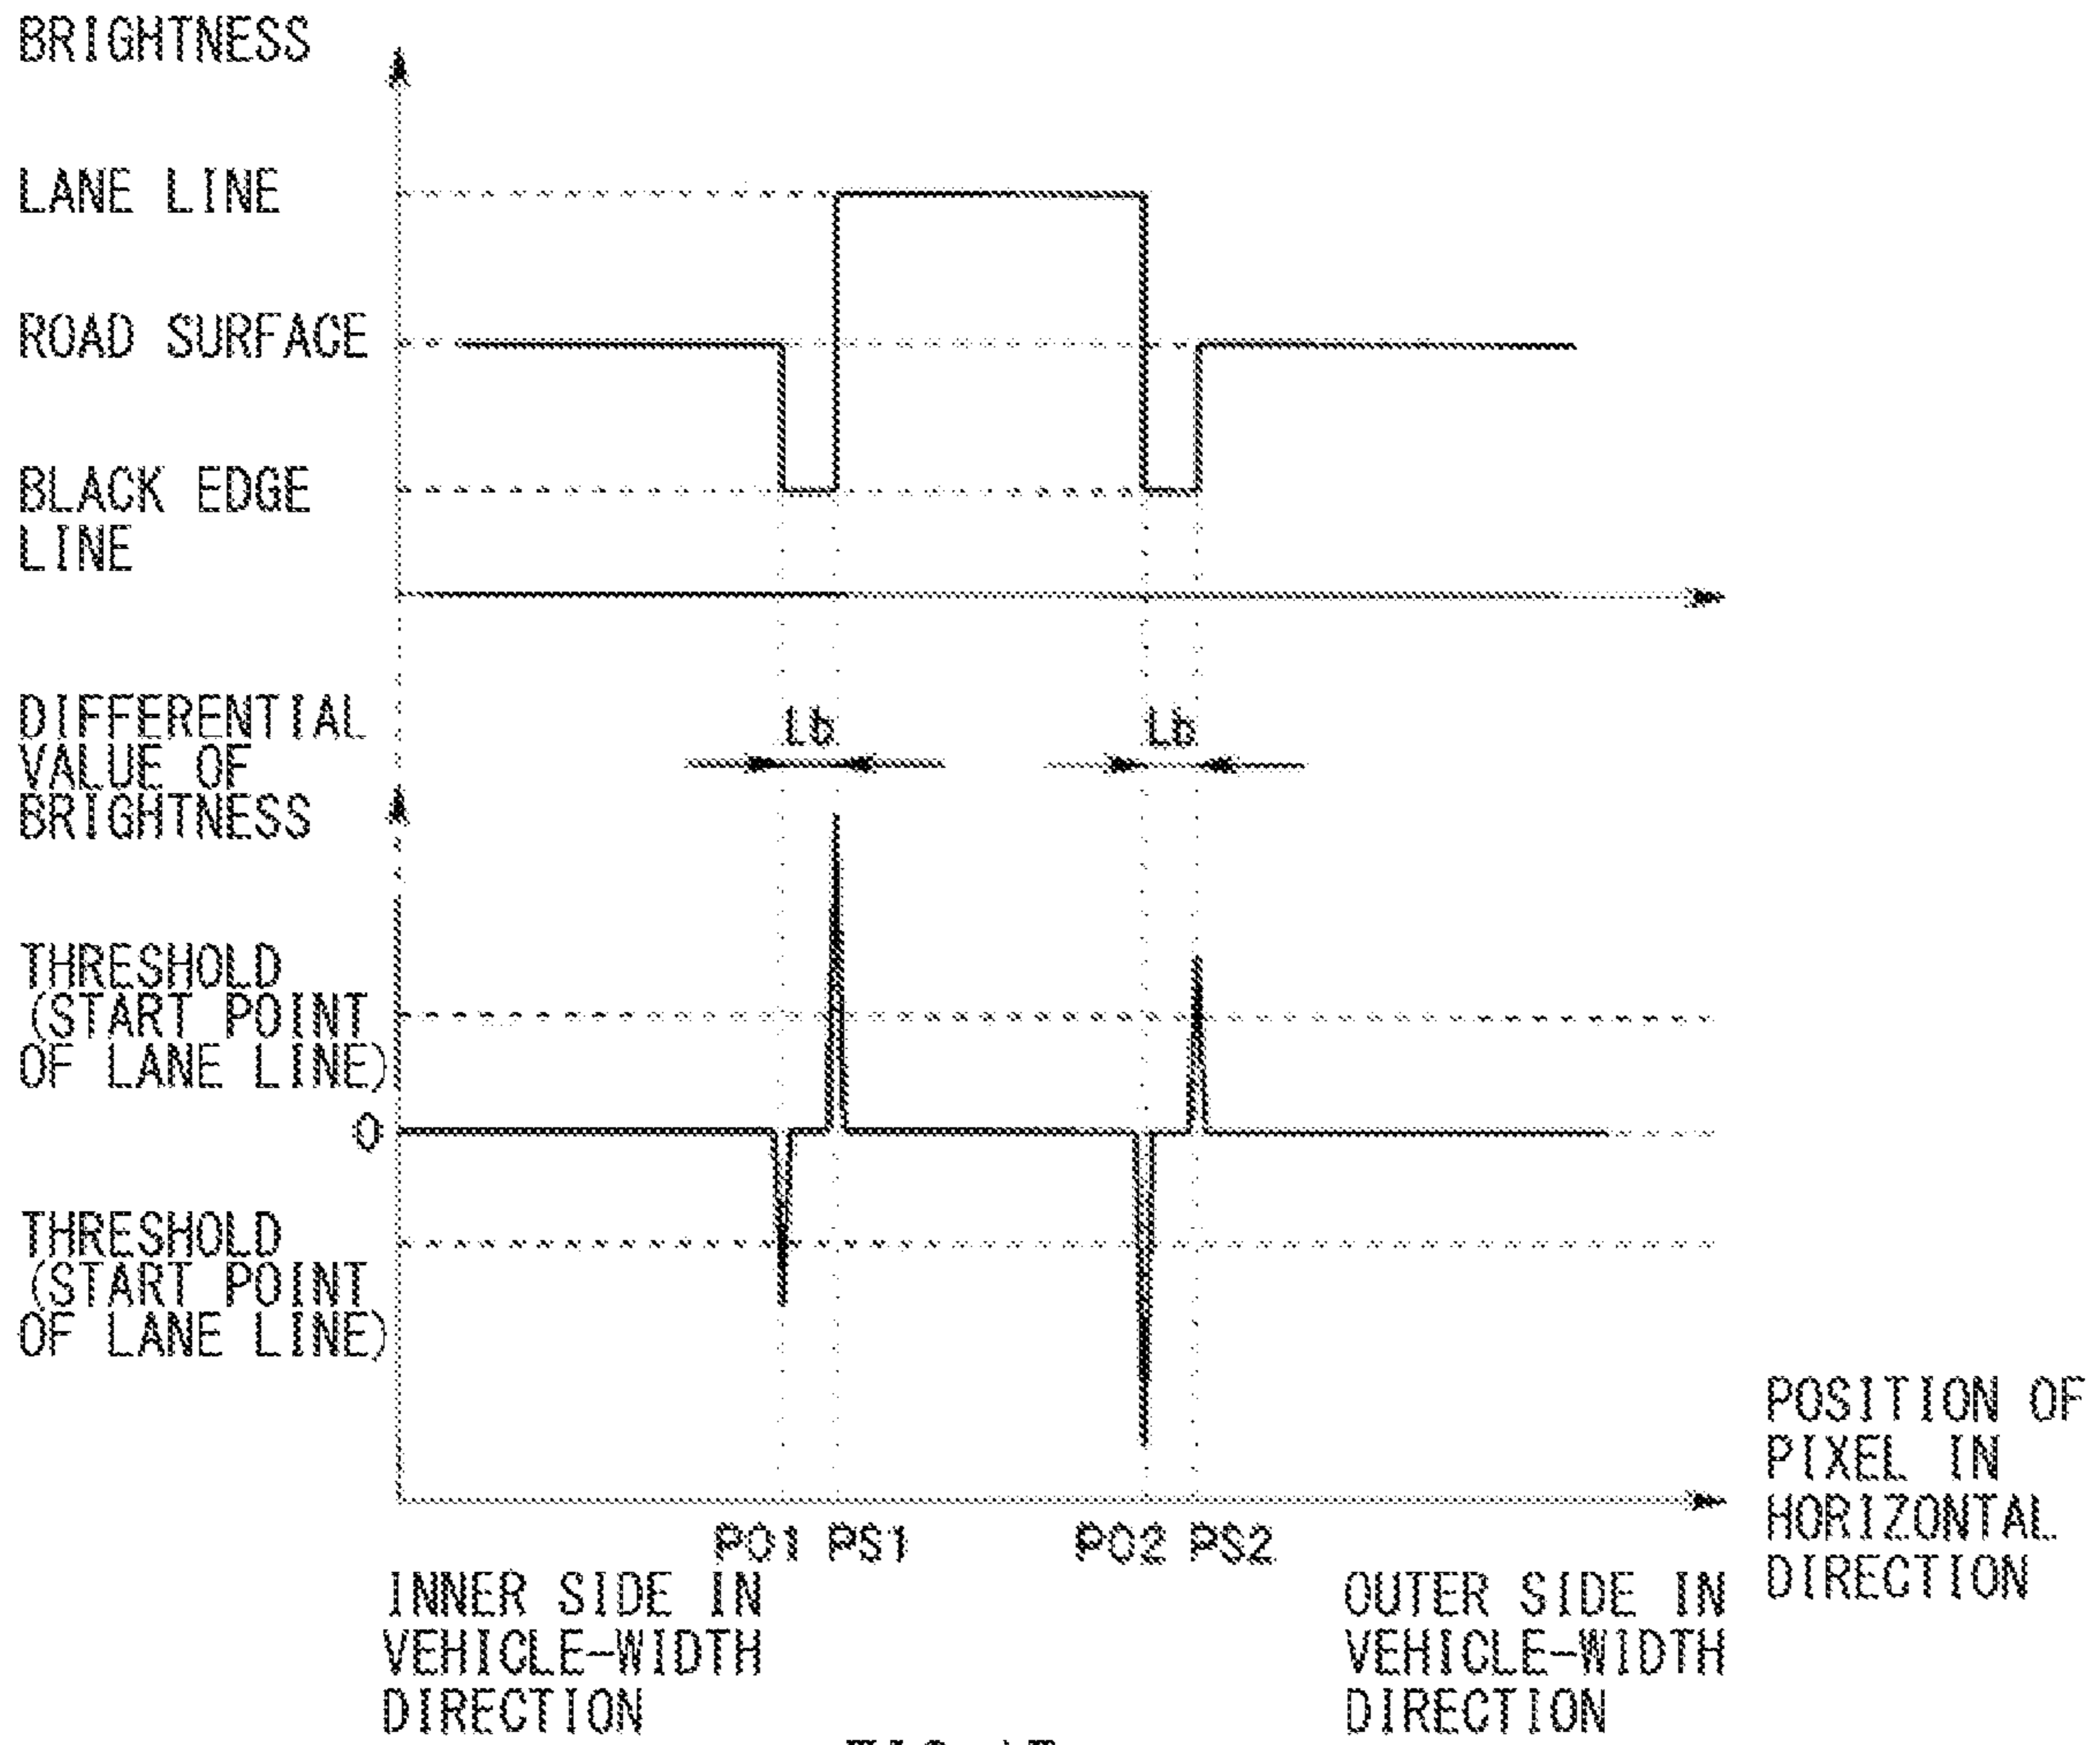 BRIGHTNESS
LANE LINE
ROAD SURFACE
BLACK EDGE
LINE
DIFFERENTIAL
VALUE OF
BRIGHTNESS
Lb
Lb
THRESHOLD
(START POINT
OF LANE LINE)
0
THRESHOLD
(START POINT
OF LANE LINE)
PO1 PS1
PO2 PS2
POSITION OF
PIXEL IN
HORIZONTAL
DIRECTION
INNER SIDE IN
VEHICLE-WIDTH
DIRECTION
OUTER SIDE IN
VEHICLE-WIDTH
DIRECTION